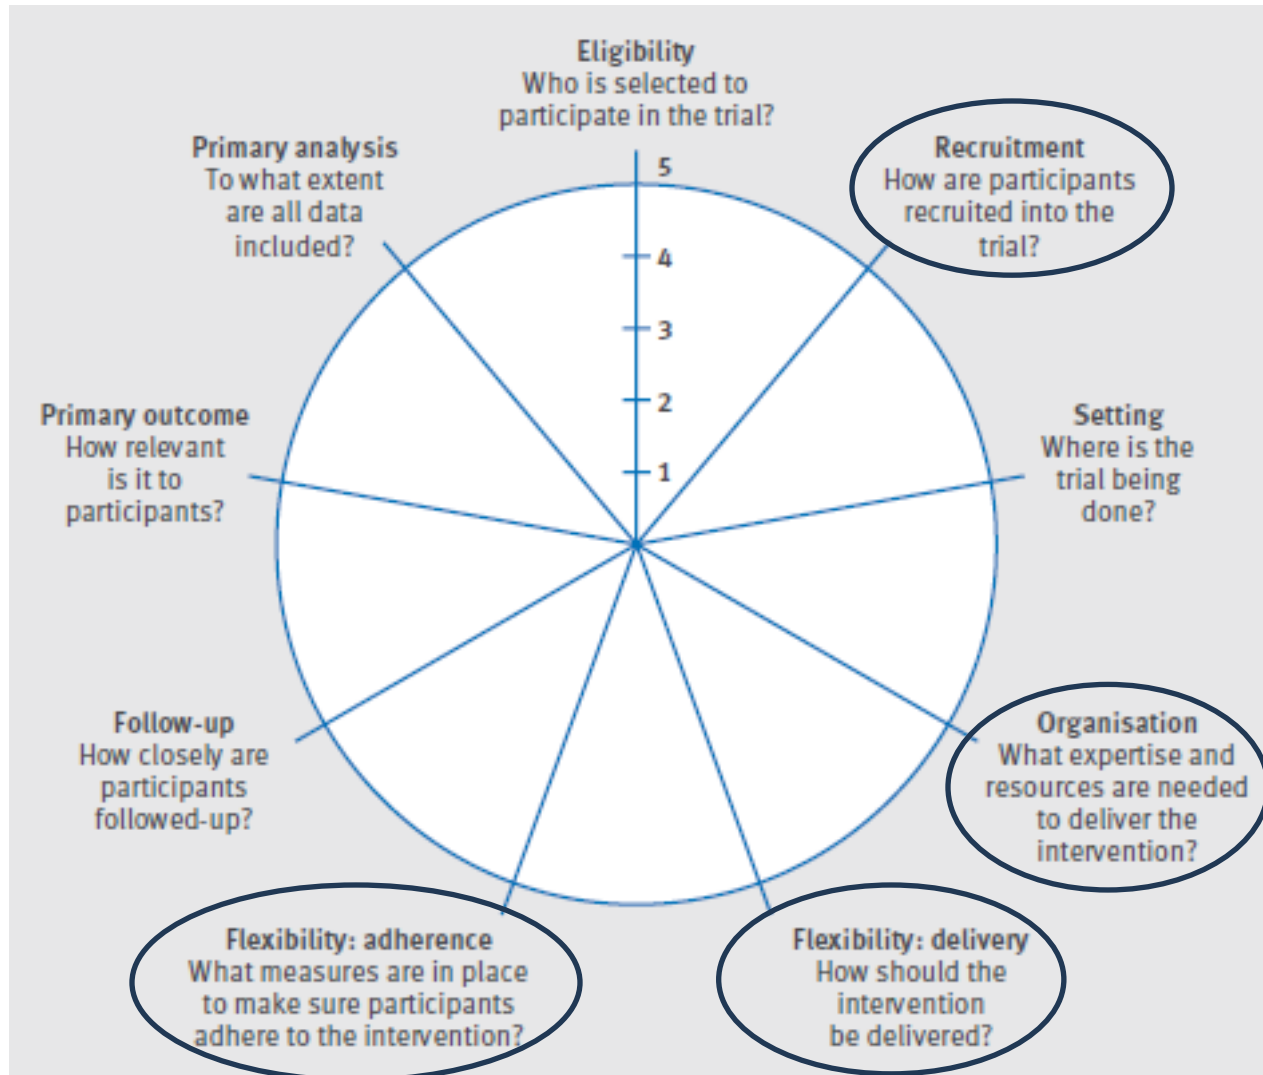 Eligibility
Who is selected to
participate in the trial?
Recruitment
How are participants
recruited into the
trial?
Setting
Where is the
trial being
done?
Organisation
What expertise and
resources are needed
to deliver the
intervention?
Flexibility: delivery
How should the
intervention
be delivered?
Flexibility: adherence
What measures are in place
to make sure participants
adhere to the intervention?
Follow-up
How closely are
participants
followed-up?
Primary outcome
How relevant
is it to
participants?
Primary analysis
To what extent
are all data
included?
5
4
3
2
1